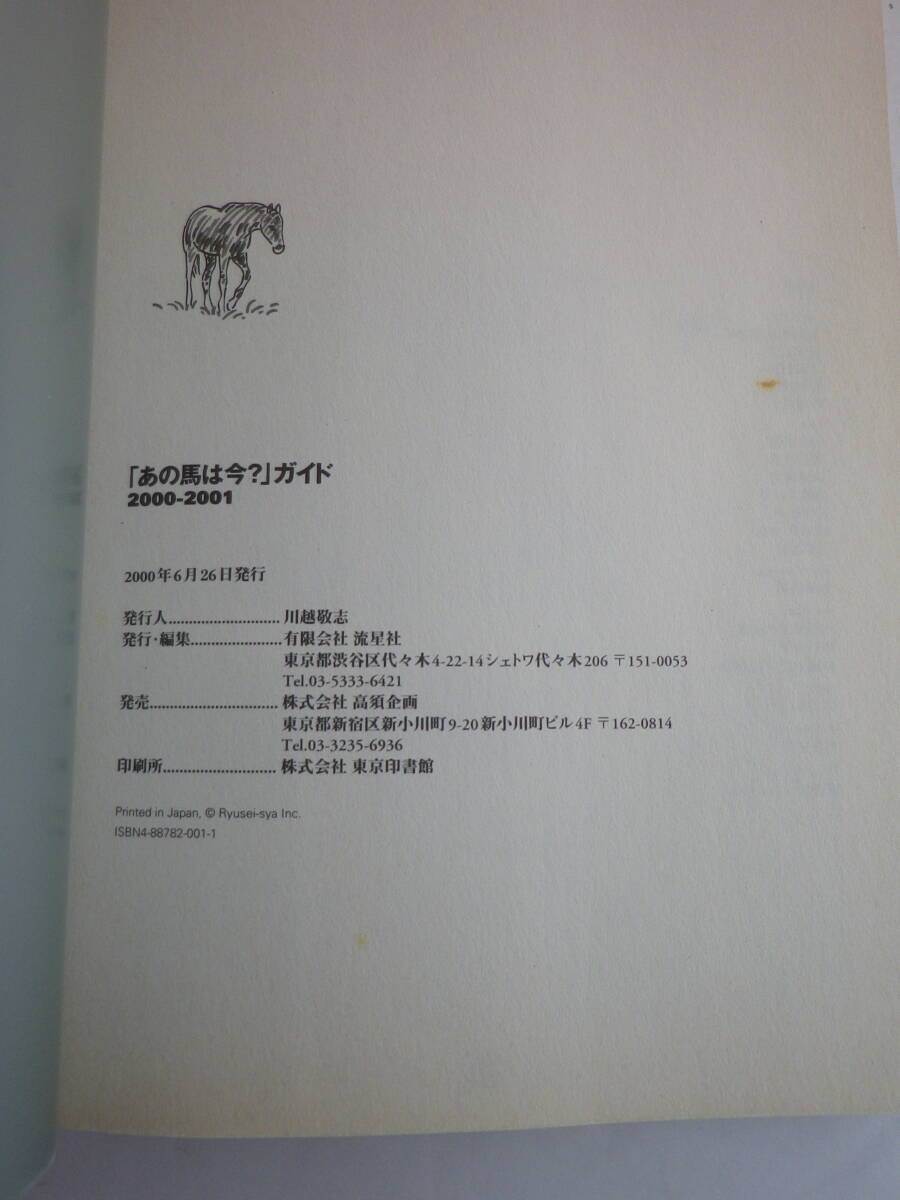 「あの馬は今?」ガイド
2000-2001
2000年6月26日発行
発行人............................川越敬志
発行・編集.......................有限会社 流星社
東京都渋谷区代々木4-22-14シェトワ代々木206 〒151-0053
Tel.03-5333-6421
発売................................株式会社 高須企画
東京都新宿区新小川町9-20新小川町ビル4F 〒162-0814
Tel.03-3235-6936
印刷所............................株式会社 東京印書館
Printed in Japan, © Ryusei-sya Inc.
ISBN4-88782-001-1